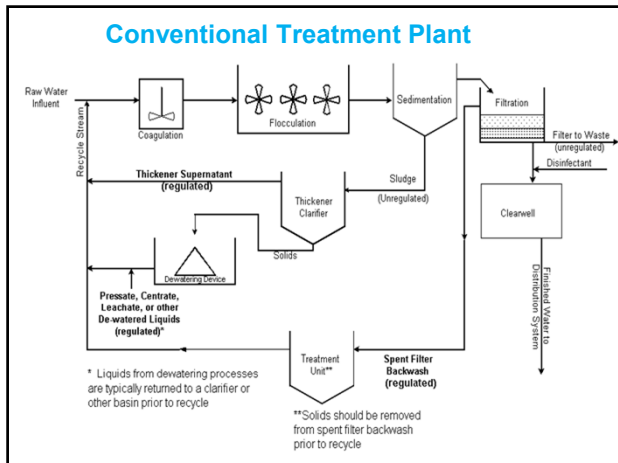 Conventional Treatment Plant
Raw Water
Influent
Recycle Stream
Coagulation
Flocculation
Sedimentation
Filtration
Filter to Waste
(unregulated)
Disinfectant
Thickener Supernatant
(regulated)
Sludge
(Unregulated)
Thickener
Clarifier
Clearwell
Solids
Dewatering Device
Pressate, Centrate,
Leachate, or other
De-watered Liquids
(regulated)*
Finished Water to
Distribution System
Treatment
Unit**
Spent Filter
Backwash
(regulated)
* Liquids from dewatering processes
are typically returned to a clarifier or
other basin prior to recycle
**Solids should be removed
from spent filter backwash
prior to recycle